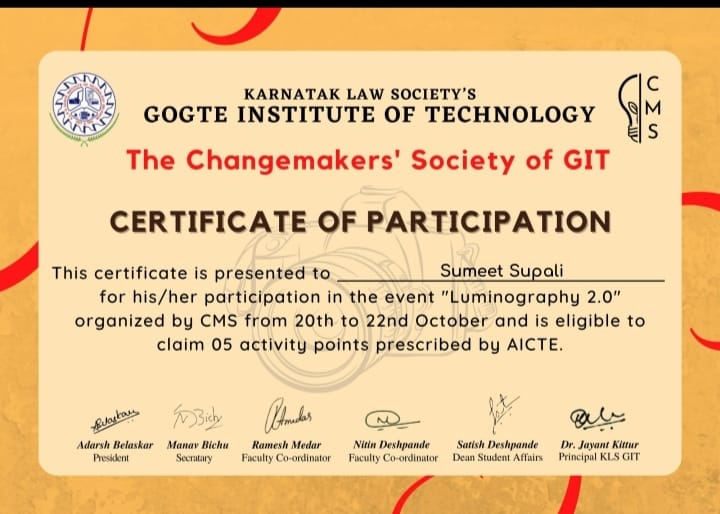 KARNATAK LAW SOCIETY'S
GOGTE INSTITUTE OF TECHNOLOGY
C
M
S
The Changemakers' Society of GIT
CERTIFICATE OF PARTICIPATION
This certificate is presented to Sumeet Supali
for his/her participation in the event "Luminography 2.0"
organized by CMS from 20th to 22nd October and is eligible to
claim 05 activity points prescribed by AICTE.
Adarsh Belaskar Manav Bichu Ramesh Medar Nitin Deshpande Satish Deshpande Dr. Jayant Kittur
President Secratary Faculty Co-ordinator Faculty Co-ordinator Dean Student Affairs Principal KLS GIT